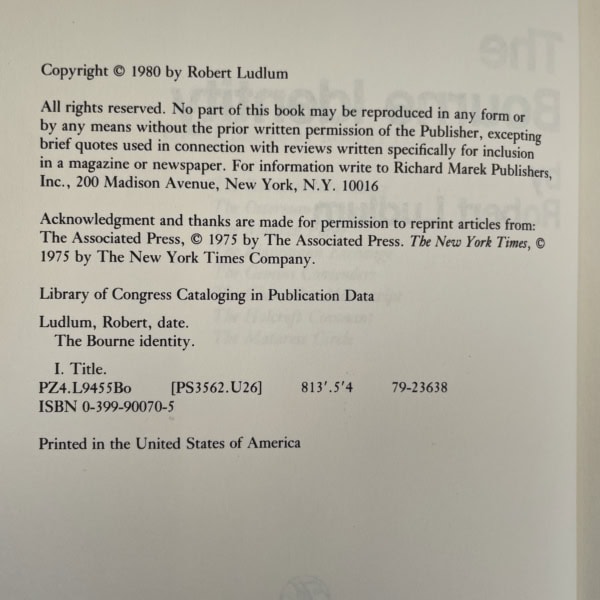 Copyright © 1980 by Robert Ludlum
All rights reserved. No part of this book may be reproduced in any form or
by any means without the prior written permission of the Publisher, excepting
brief quotes used in connection with reviews written specifically for inclusion
in a magazine or newspaper. For information write to Richard Marek Publishers,
Inc., 200 Madison Avenue, New York, N.Y. 10016
Acknowledgment and thanks are made for permission to reprint articles from:
The Associated Press, © 1975 by The Associated Press. The New York Times, ©
1975 by The New York Times Company.
Library of Congress Cataloging in Publication Data
Ludlum, Robert, date.
The Bourne identity.
I. Title.
PZ4.L9455Bo [PS3562.U26] 813'.5'4 79-23638
ISBN 0-399-90070-5
Printed in the United States of America